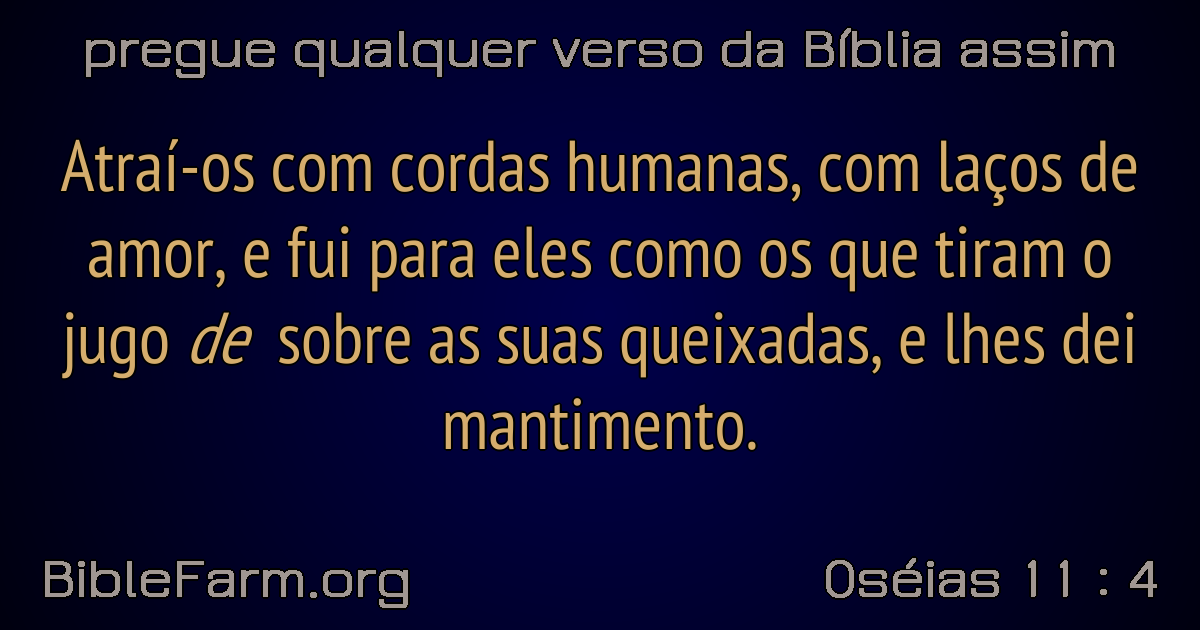 pregue qualquer verso da Bíblia assim
Atraí-os com cordas humanas, com laços de
amor, e fui para eles como os que tiram o
jugo de sobre as suas queixadas, e lhes dei
mantimento.
BibleFarm.org
Oséias 11 : 4